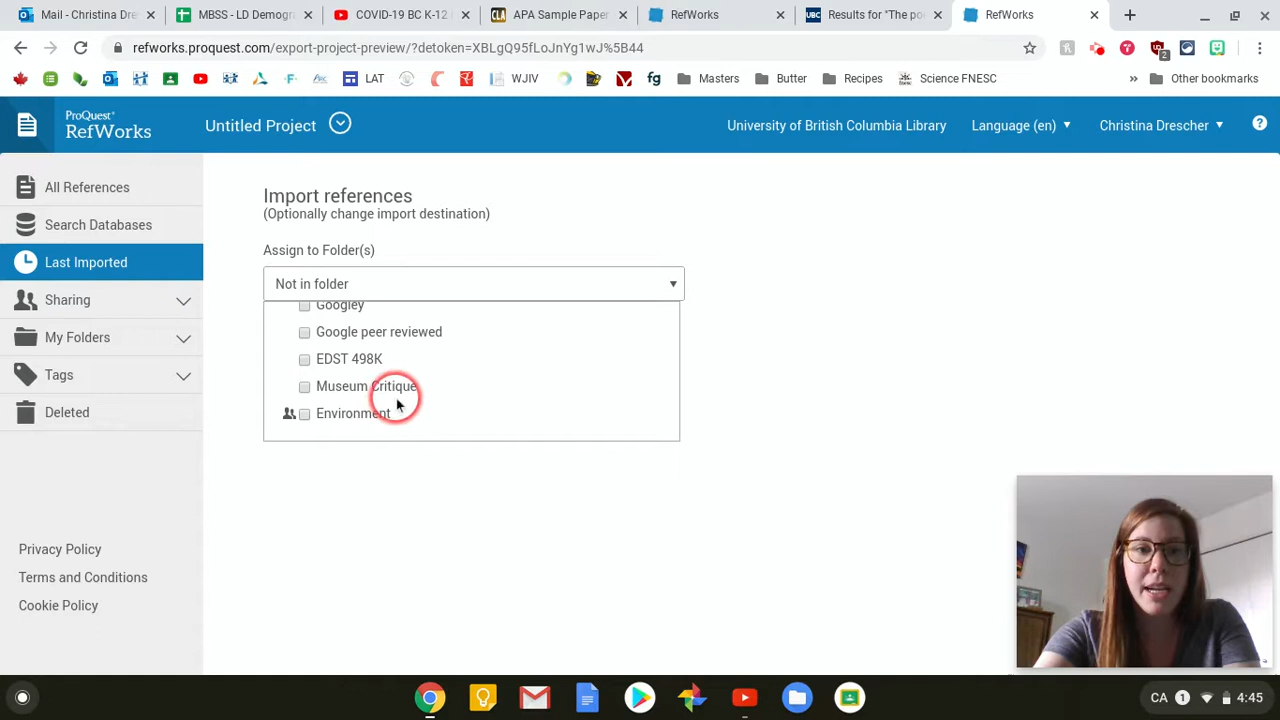 Mail - Christina Dre
MBSS - LD Demogra
COVID-19 BC K-12
APA Sample Paper
RefWorks
Results for "The po
RefWorks
refworks.proquest.com/export-project-preview/?detoken=XBLgQ95fLoJnYg1wJ%5B44
2
LAT
WJIV
fg
Masters
Butter
Recipes
Science FNESC
»
Other bookmarks
ProQuest®
RefWorks
Untitled Project
University of British Columbia Library
Language (en)
Christina Drescher
?
All References
Search Databases
Last Imported
Sharing
My Folders
Tags
Deleted
Privacy Policy
Terms and Conditions
Cookie Policy
Import references
(Optionally change import destination)
Assign to Folder(s)
Not in folder
Googley
Google peer reviewed
EDST 498K
Museum Critique
Environment
CA
1
4:45